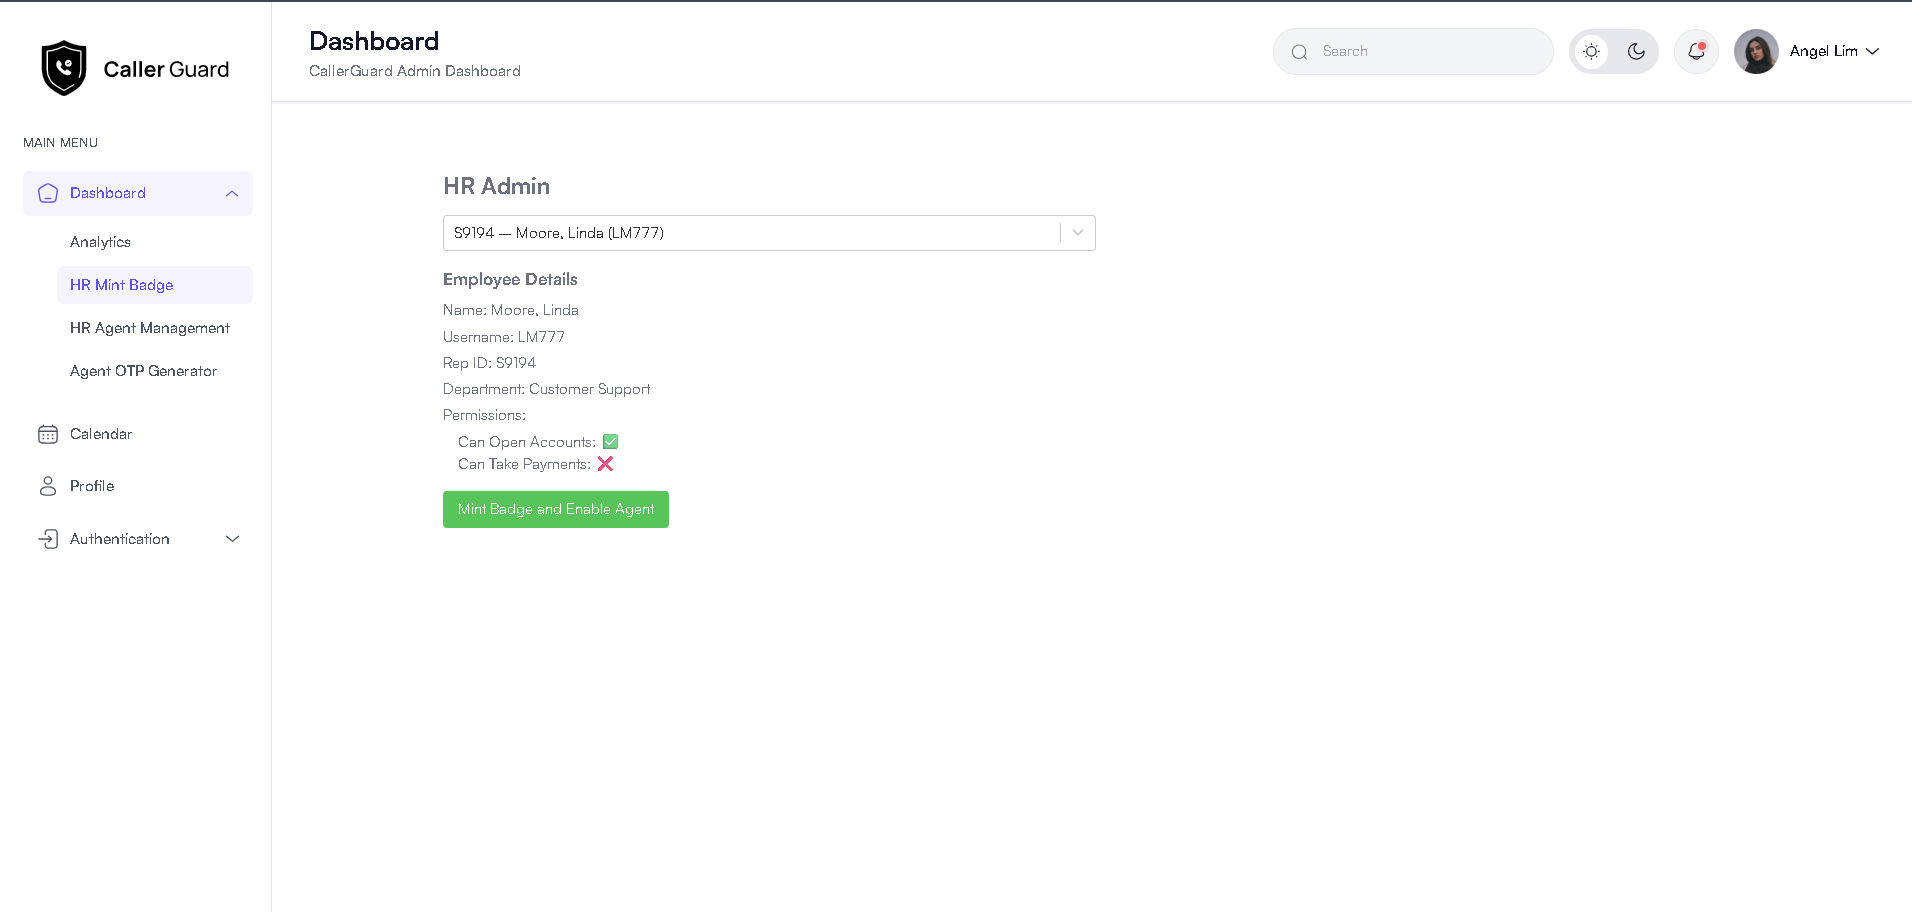 Caller Guard
MAIN MENU
Dashboard
Analytics
HR Mint Badge
HR Agent Management
Agent OTP Generator
Calendar
Profile
Authentication
Dashboard
CallerGuard Admin Dashboard
Search
Angel Lim
HR Admin
S9194 — Moore, Linda (LM777)
Employee Details
Name: Moore, Linda
Username: LM777
Rep ID: S9194
Department: Customer Support
Permissions:
Can Open Accounts: ✅
Can Take Payments: ❌
Mint Badge and Enable Agent